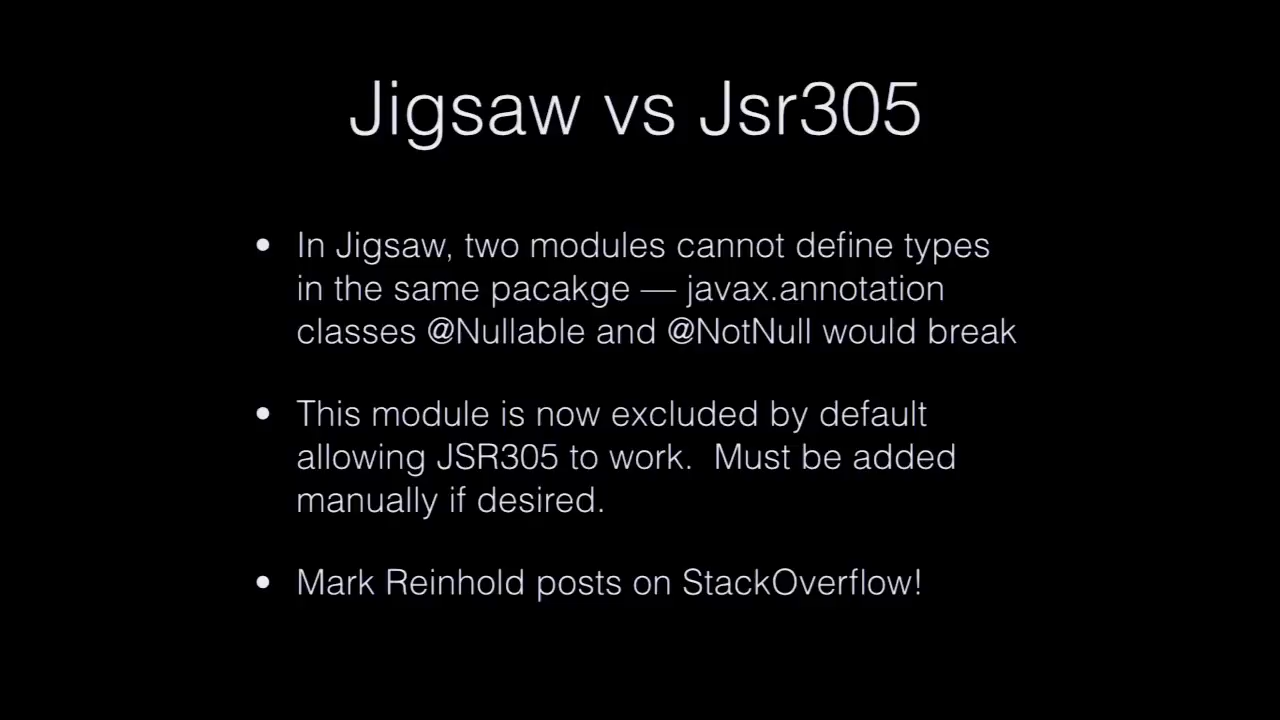 Jigsaw vs Jsr305
• In Jigsaw, two modules cannot define types
in the same pacakge — javax.annotation
classes @Nullable and @NotNull would break
• This module is now excluded by default
allowing JSR305 to work.  Must be added
manually if desired.
• Mark Reinhold posts on StackOverflow!